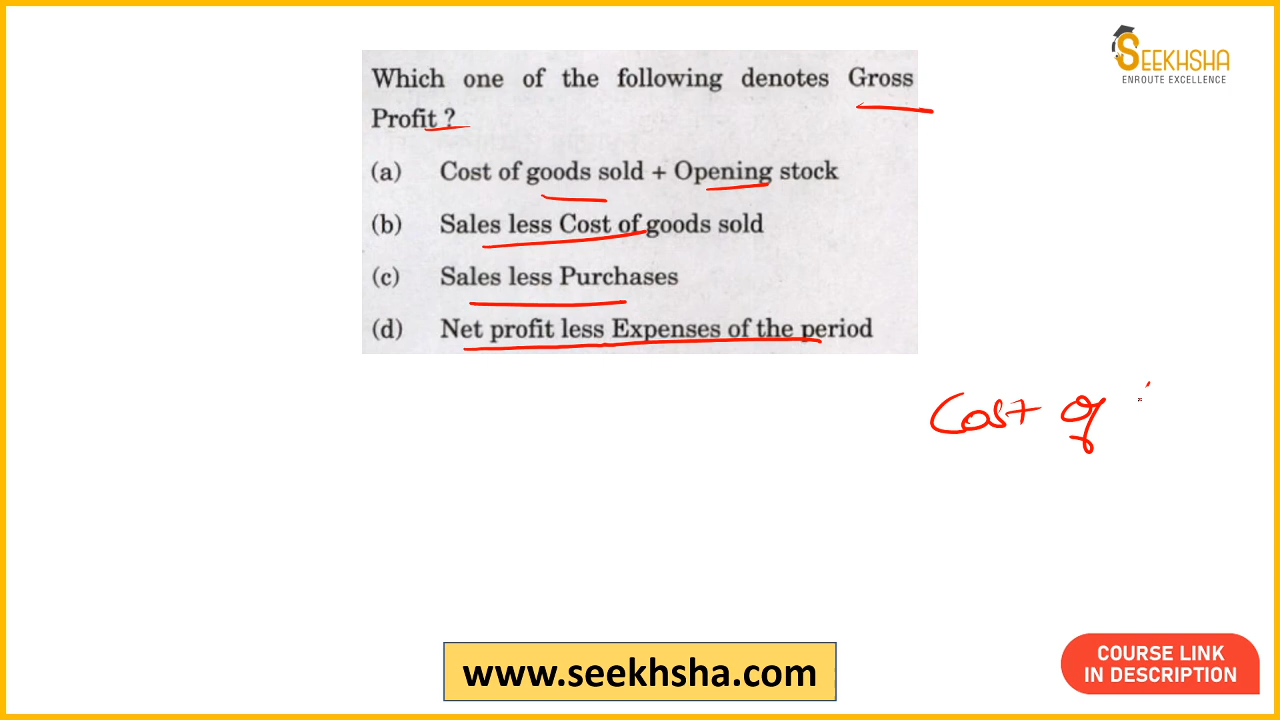 SEEKHSHA
ENROUTE EXCELLENCE
Which one of the following denotes Gross
Profit ?
(a) Cost of goods sold + Opening stock
(b) Sales less Cost of goods sold
(c) Sales less Purchases
(d) Net profit less Expenses of the period
Cost of
www.seekhsha.com
COURSE LINK
IN DESCRIPTION